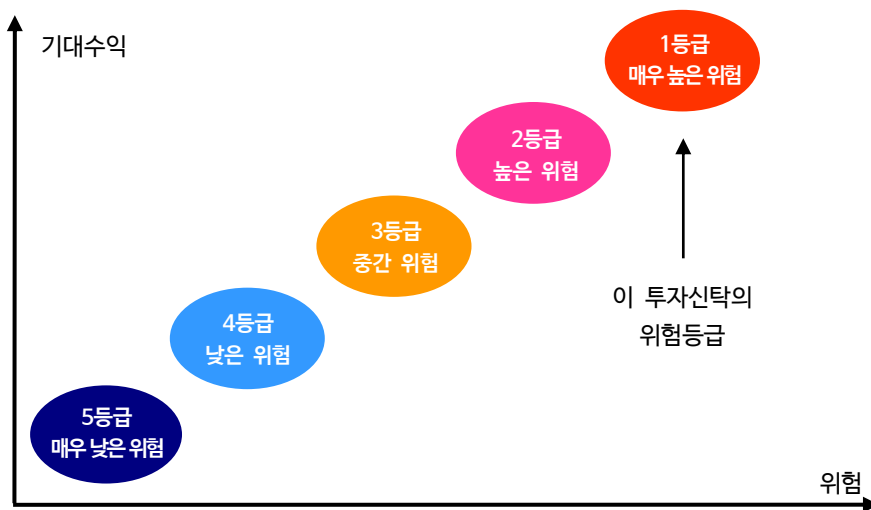 기대수익
1등급
매우 높은 위험
2등급
높은 위험
3등급
중간 위험
이 투자신탁의
위험등급
4등급
낮은 위험
5등급
매우 낮은 위험
위험